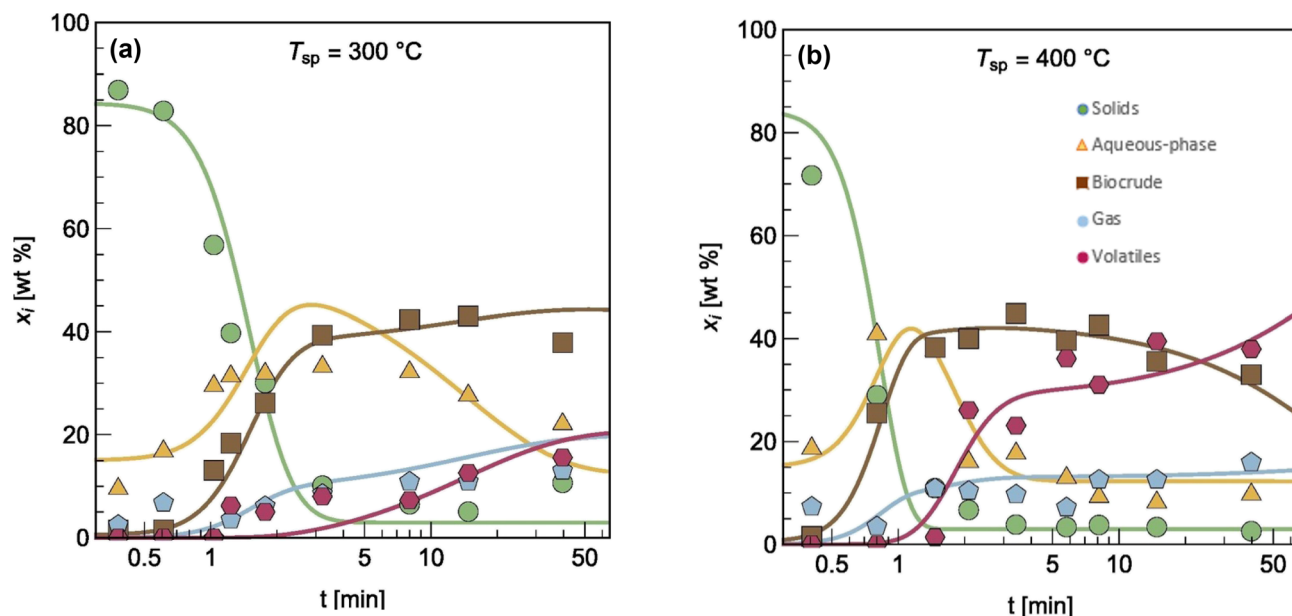 (a)
T_sp = 300 °C
100
80
60
40
20
0
x_i [wt %]
0.5 1 5 10 50
t [min]
(b)
T_sp = 400 °C
Solids
Aqueous-phase
Biocrude
Gas
Volatiles
100
80
60
40
20
0
x_i [wt %]
0.5 1 5 10 50
t [min]